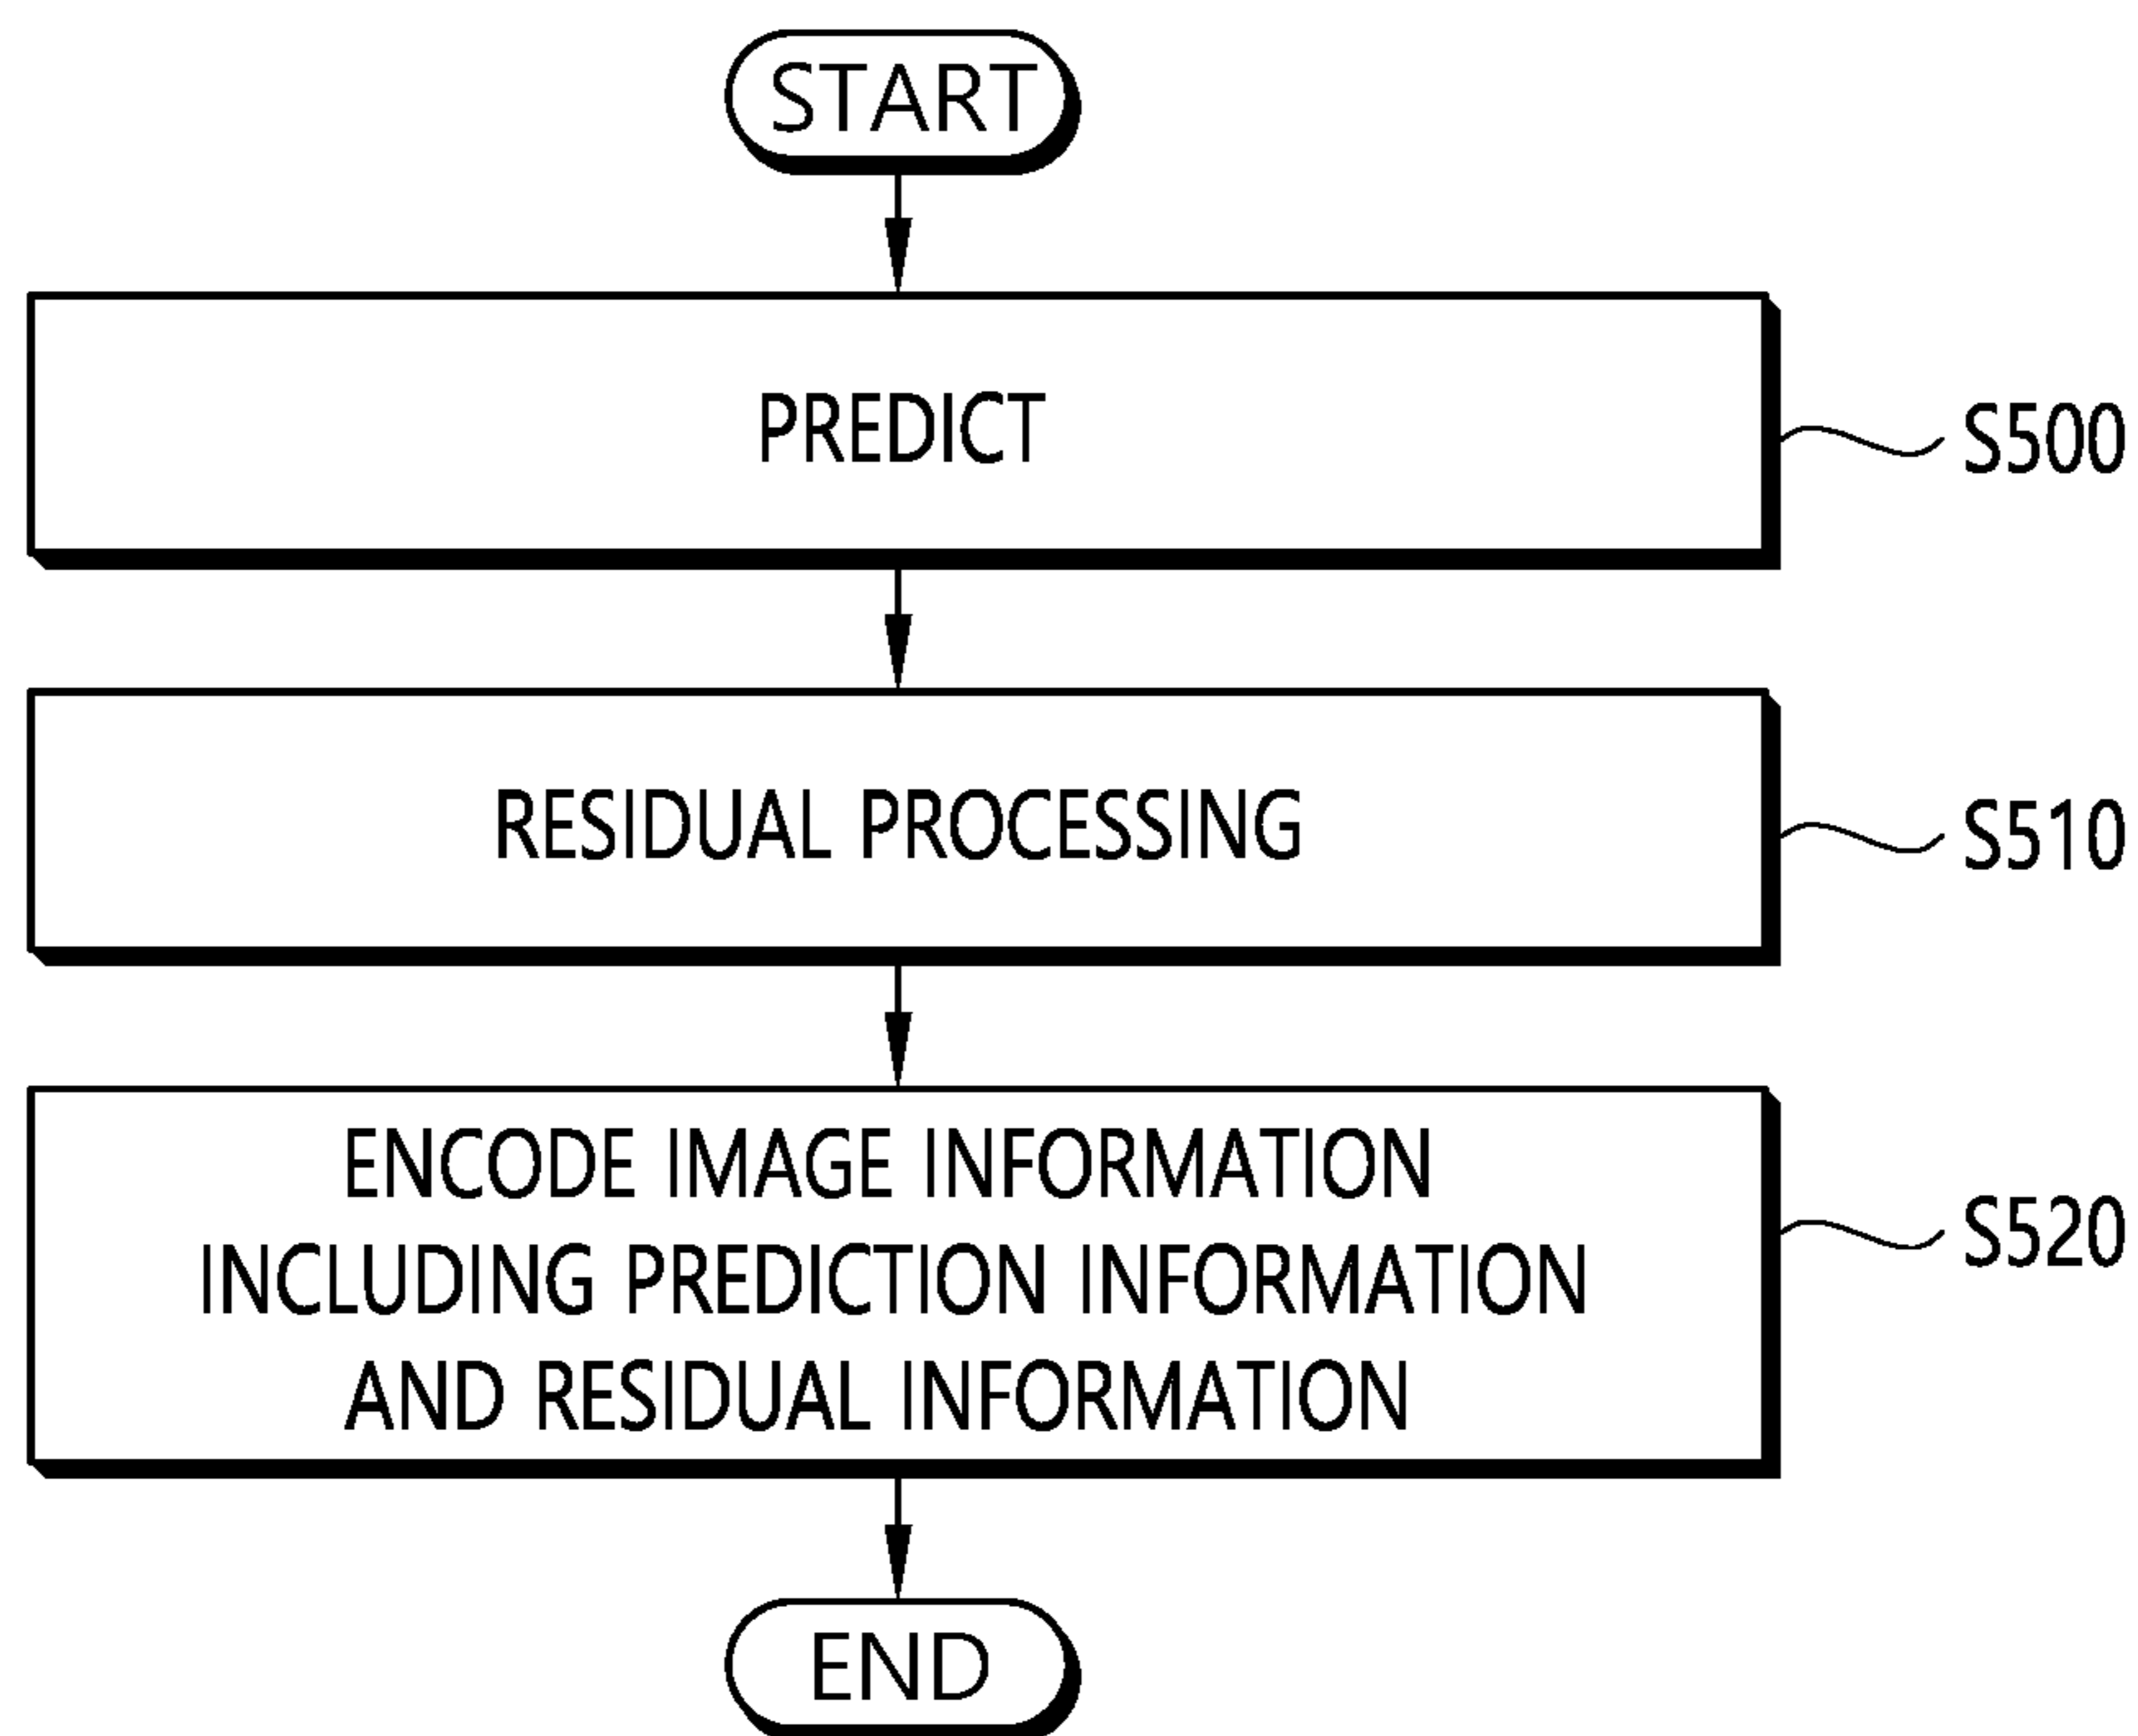 START
PREDICT
S500
RESIDUAL PROCESSING
S510
ENCODE IMAGE INFORMATION
INCLUDING PREDICTION INFORMATION
AND RESIDUAL INFORMATION
S520
END